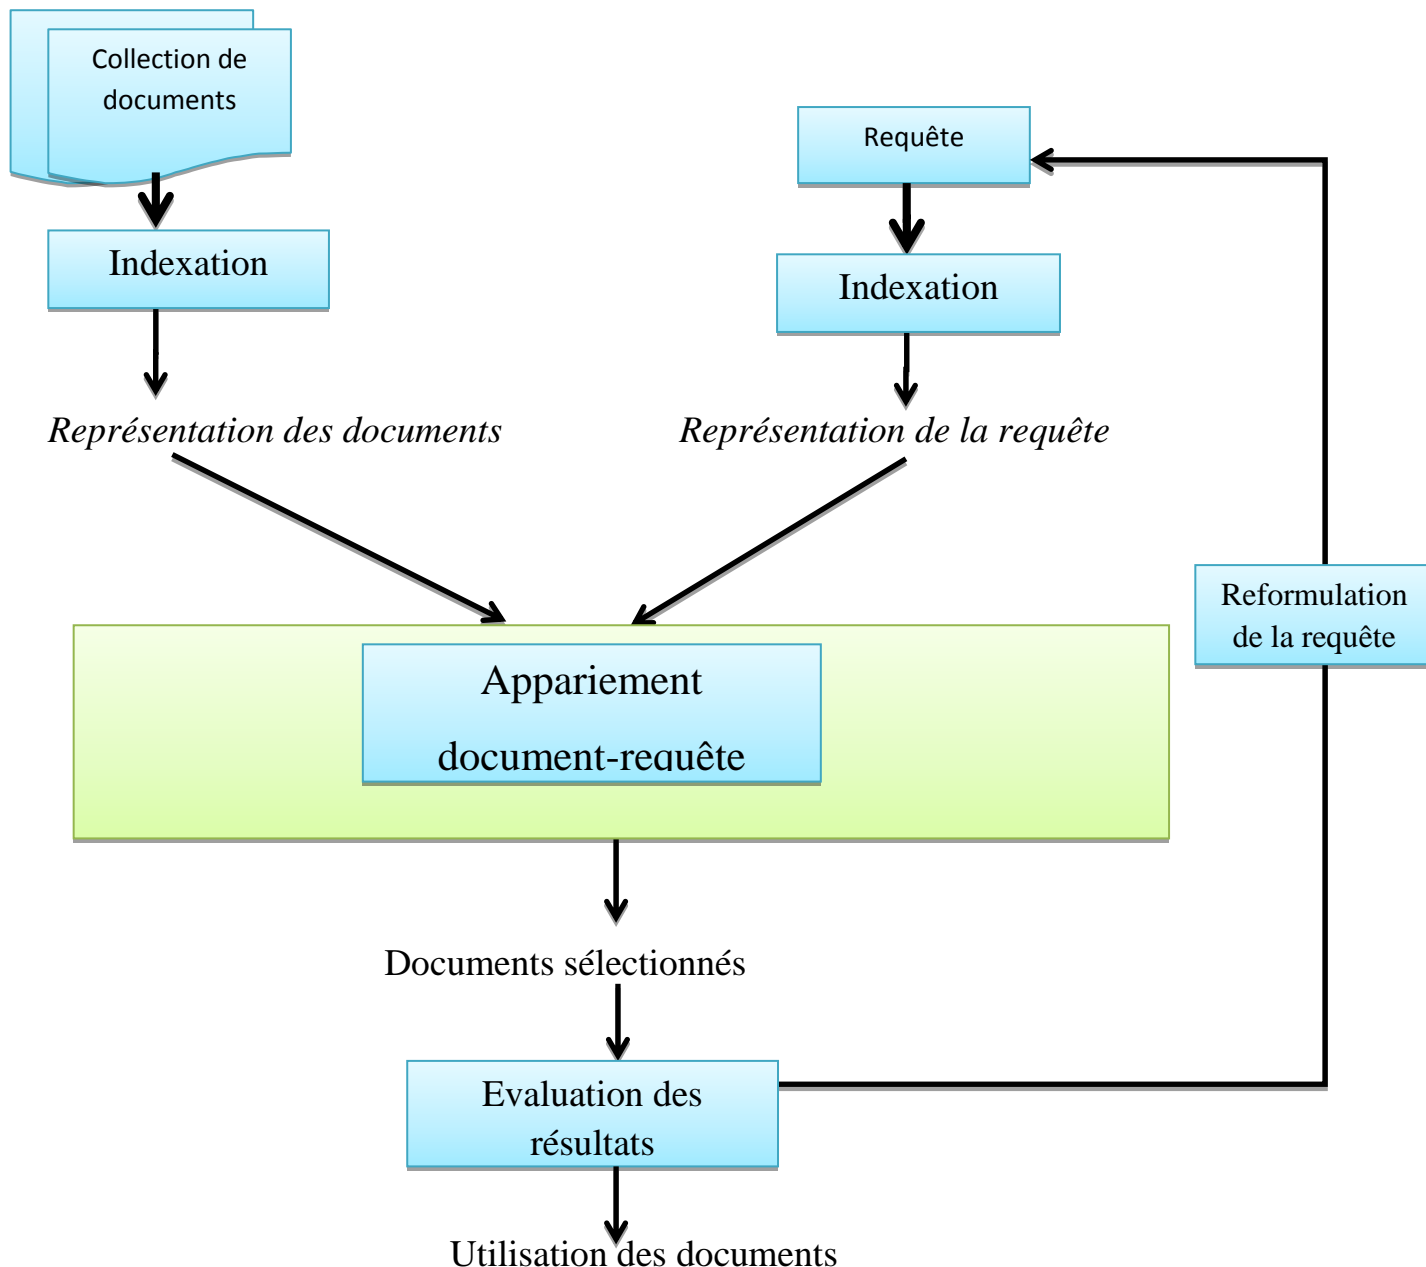 Collection de
documents
Requête
Indexation
Indexation
Représentation des documents
Représentation de la requête
Reformulation
de la requête
Appariement
document-requête
Documents sélectionnés
Evaluation des
résultats
Utilisation des documents